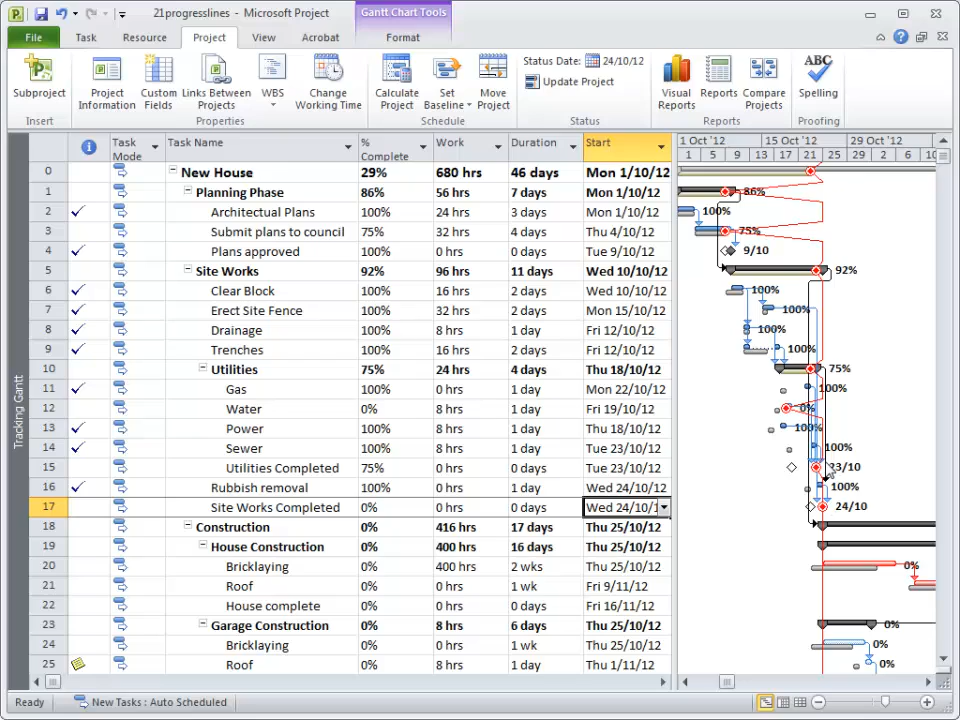 21progresslines - Microsoft Project
Gantt Chart Tools
File Task Resource Project View Acrobat Format
Subproject
Project Information
Custom Fields
Links Between Projects
WBS
Change Working Time
Calculate Project
Set Baseline
Move Project
Status Date: 24/10/12
Update Project
Visual Reports
Reports
Compare Projects
ABC
Spelling
Insert Properties Schedule Status Reports Proofing
Task Mode Task Name % Complete Work Duration Start
1 Oct '12 15 Oct '12 29 Oct '12
1 5 9 13 17 21 25 29 2 6 10
0 New House 29% 680 hrs 46 days Mon 1/10/12
1 Planning Phase 86% 56 hrs 7 days Mon 1/10/12 86%
2 Architectual Plans 100% 24 hrs 3 days Mon 1/10/12 100%
3 Submit plans to council 75% 32 hrs 4 days Thu 4/10/12 75%
4 Plans approved 100% 0 hrs 0 days Tue 9/10/12 9/10
5 Site Works 92% 96 hrs 11 days Wed 10/10/12 92%
6 Clear Block 100% 16 hrs 2 days Wed 10/10/12 100%
7 Erect Site Fence 100% 32 hrs 2 days Mon 15/10/12 100%
8 Drainage 100% 8 hrs 1 day Fri 12/10/12 100%
9 Trenches 100% 16 hrs 2 days Fri 12/10/12 100%
10 Utilities 75% 24 hrs 4 days Thu 18/10/12 75%
11 Gas 100% 0 hrs 1 day Mon 22/10/12 100%
12 Water 0% 8 hrs 1 day Fri 19/10/12 0%
13 Power 100% 8 hrs 1 day Thu 18/10/12 100%
14 Sewer 100% 8 hrs 1 day Tue 23/10/12 100%
15 Utilities Completed 75% 0 hrs 0 days Tue 23/10/12 23/10
16 Rubbish removal 100% 0 hrs 1 day Wed 24/10/12 100%
17 Site Works Completed 0% 0 hrs 0 days Wed 24/10/1 24/10
18 Construction 0% 416 hrs 17 days Thu 25/10/12
19 House Construction 0% 400 hrs 16 days Thu 25/10/12
20 Bricklaying 0% 400 hrs 2 wks Thu 25/10/12 0%
21 Roof 0% 0 hrs 1 wk Fri 9/11/12
22 House complete 0% 0 hrs 0 days Fri 16/11/12
23 Garage Construction 0% 8 hrs 6 days Thu 25/10/12 0%
24 Bricklaying 0% 0 hrs 1 wk Thu 25/10/12 0%
25 Roof 0% 8 hrs 1 day Thu 1/11/12 0%
Tracking Gantt
Ready New Tasks : Auto Scheduled